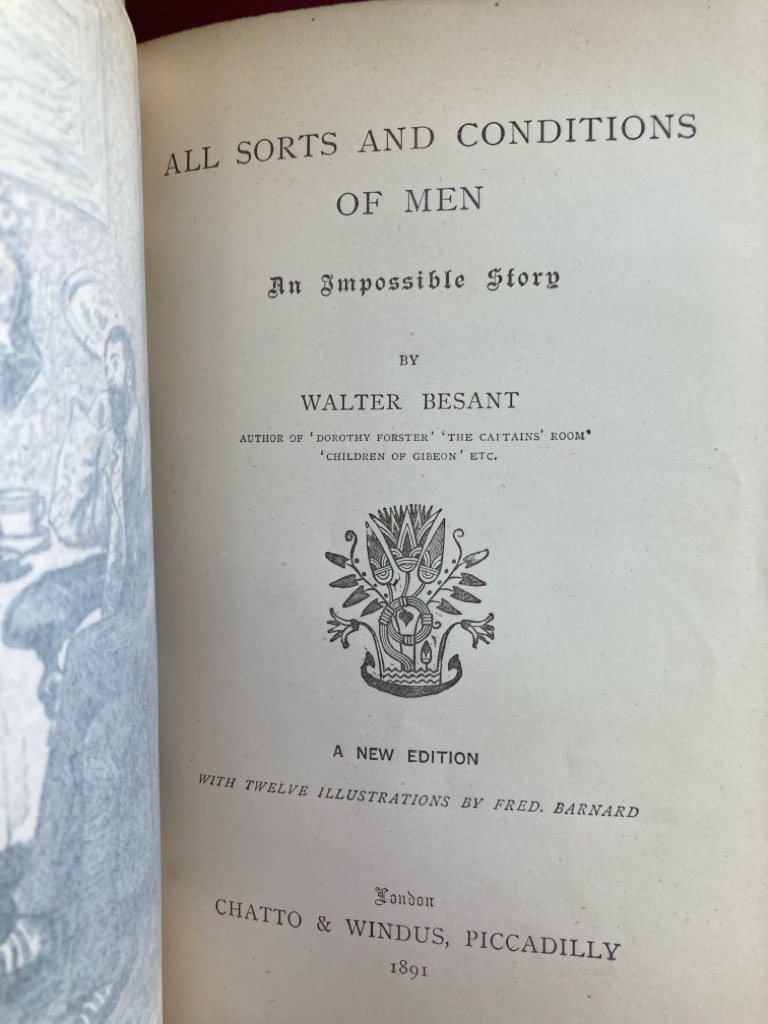 ALL SORTS AND CONDITIONS
OF MEN
An Impossible Story
BY
WALTER BESANT
AUTHOR OF 'DOROTHY FORSTER' 'THE CAPTAINS' ROOM'
'CHILDREN OF GIBEON' ETC.
A NEW EDITION
WITH TWELVE ILLUSTRATIONS BY FRED. BARNARD
London
CHATTO & WINDUS, PICCADILLY
1891